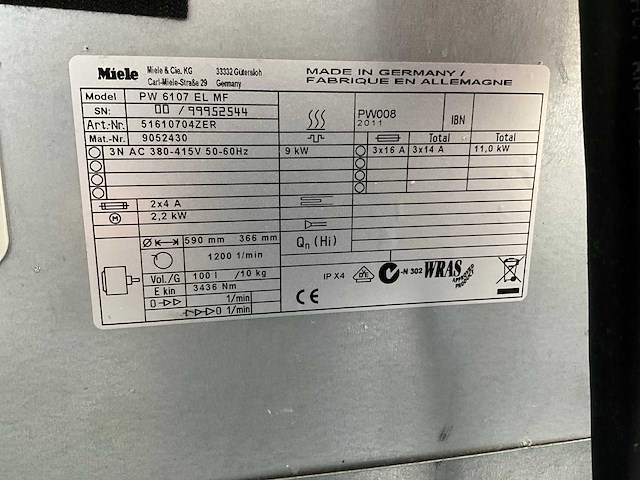 Miele Miele & Cie. KG 33332 Gütersloh MADE IN GERMANY /
Carl-Miele-Straße 29 Germany FABRIQUE EN ALLEMAGNE
Model PW 6107 EL MF
SN: 00 / 99952544 PW008 IBN
Art.-Nr. 51610704ZER 2011
Mat.-Nr. 9052430 Total Total
3N AC 380-415V 50-60Hz 9 kW 3x16 A 3x14 A 11,0 kW
2x4 A
M 2,2 kW
Ø 590 mm 366 mm Qn (Hi)
1200 1/min
Vol./G 100 l /10 kg IP X4 -N 302 WRAS APPROVED PRODUCT
E kin 3436 Nm
0 1/min CE
0 1/min